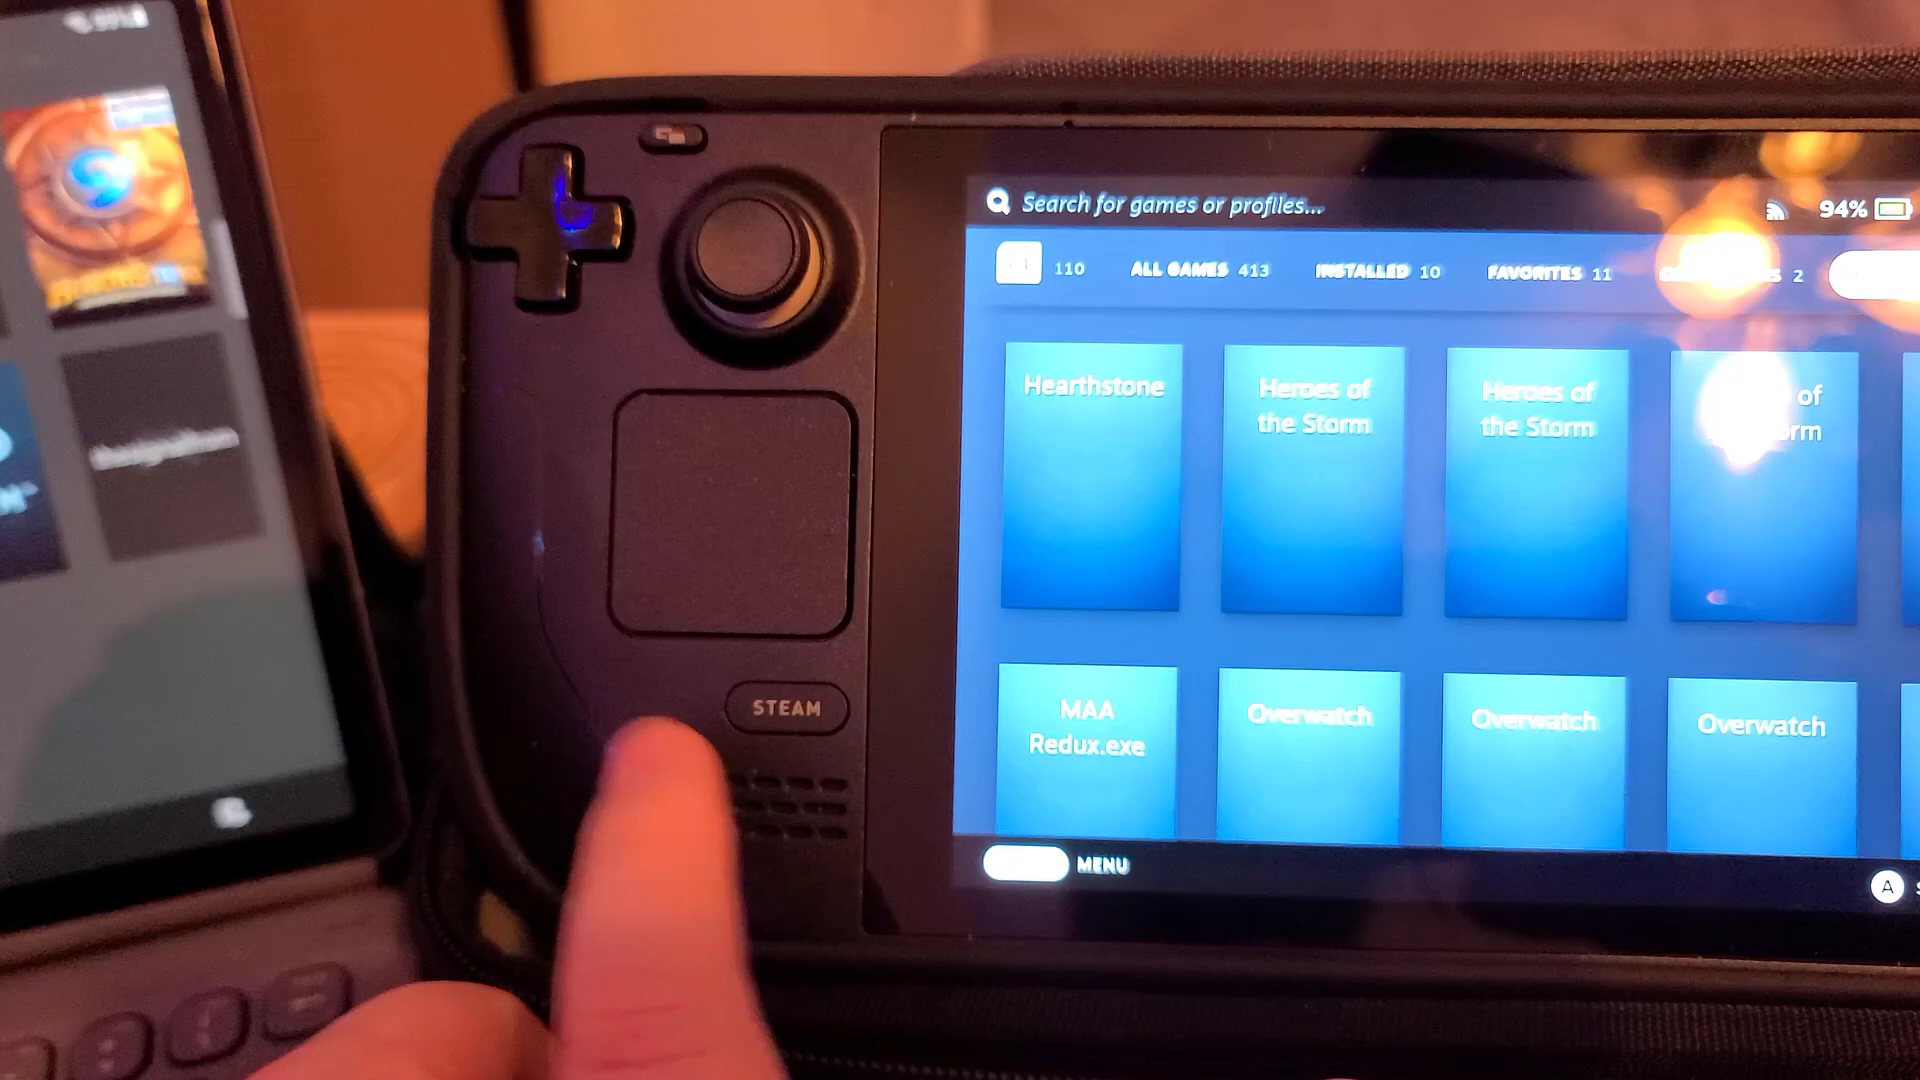 Search for games or profiles...
94%
110
ALL GAMES 413
INSTALLED 10
FAVORITES 11
2
Hearthstone
Heroes of
the Storm
Heroes of
the Storm
of
MAA
Redux.exe
Overwatch
Overwatch
Overwatch
STEAM
MENU
A